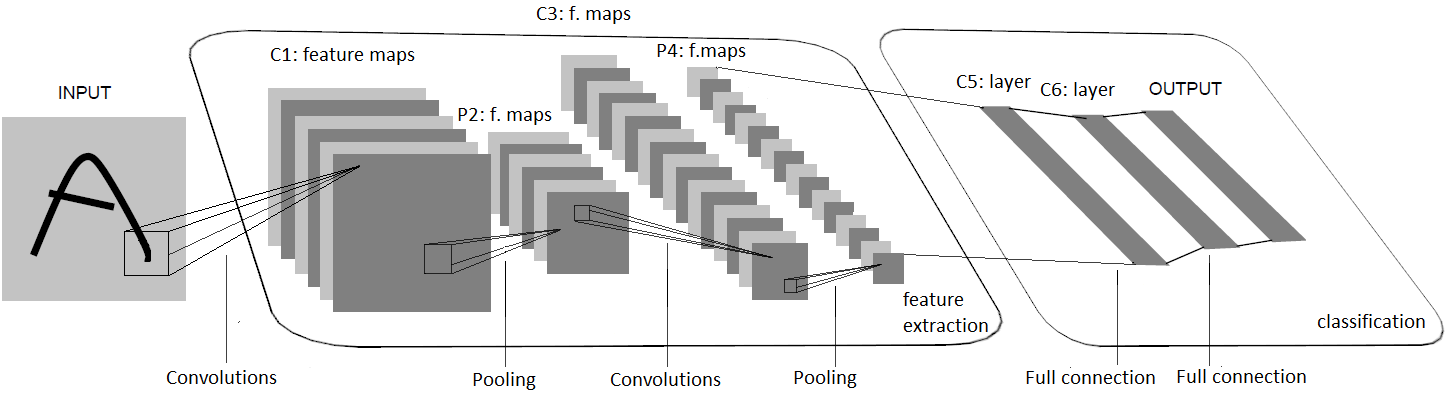 C3: f. maps
C1: feature maps
P4: f.maps
INPUT
P2: f. maps
C5: layer
C6: layer
OUTPUT
feature
extraction
classification
Convolutions
Pooling
Convolutions
Pooling
Full connection
Full connection